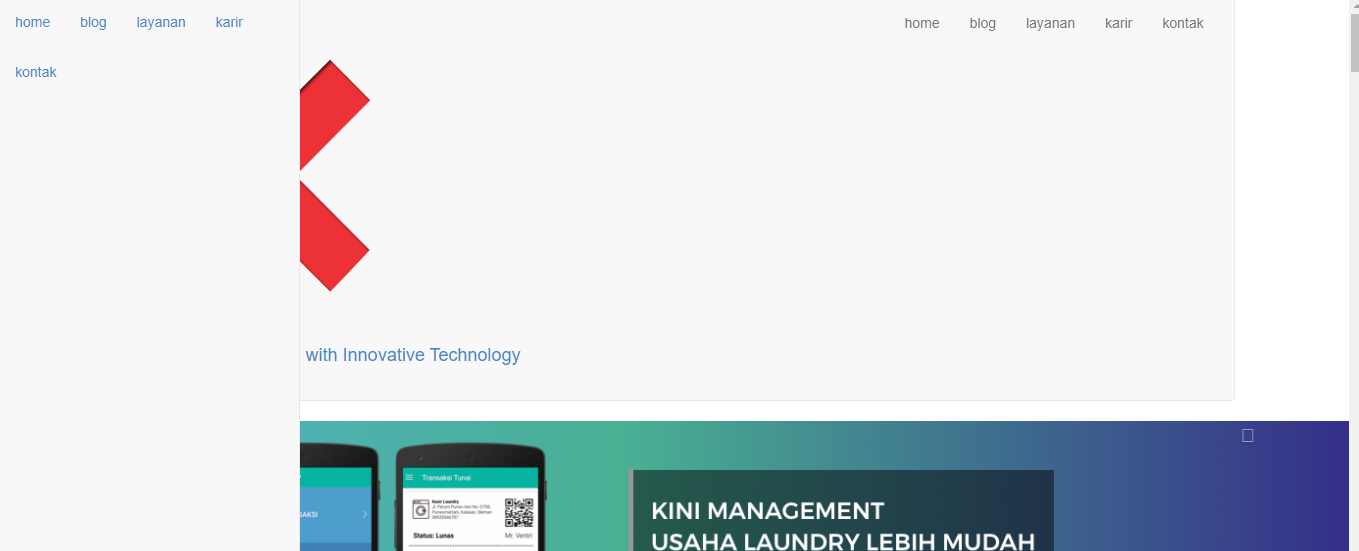 home blog layanan karir
kontak
home blog layanan karir kontak
with Innovative Technology
Transaksi Tunai
Kasir Laundry
Status: Lunas
Mr. Ventri
KINI MANAGEMENT
USAHA LAUNDRY LEBIH MUDAH